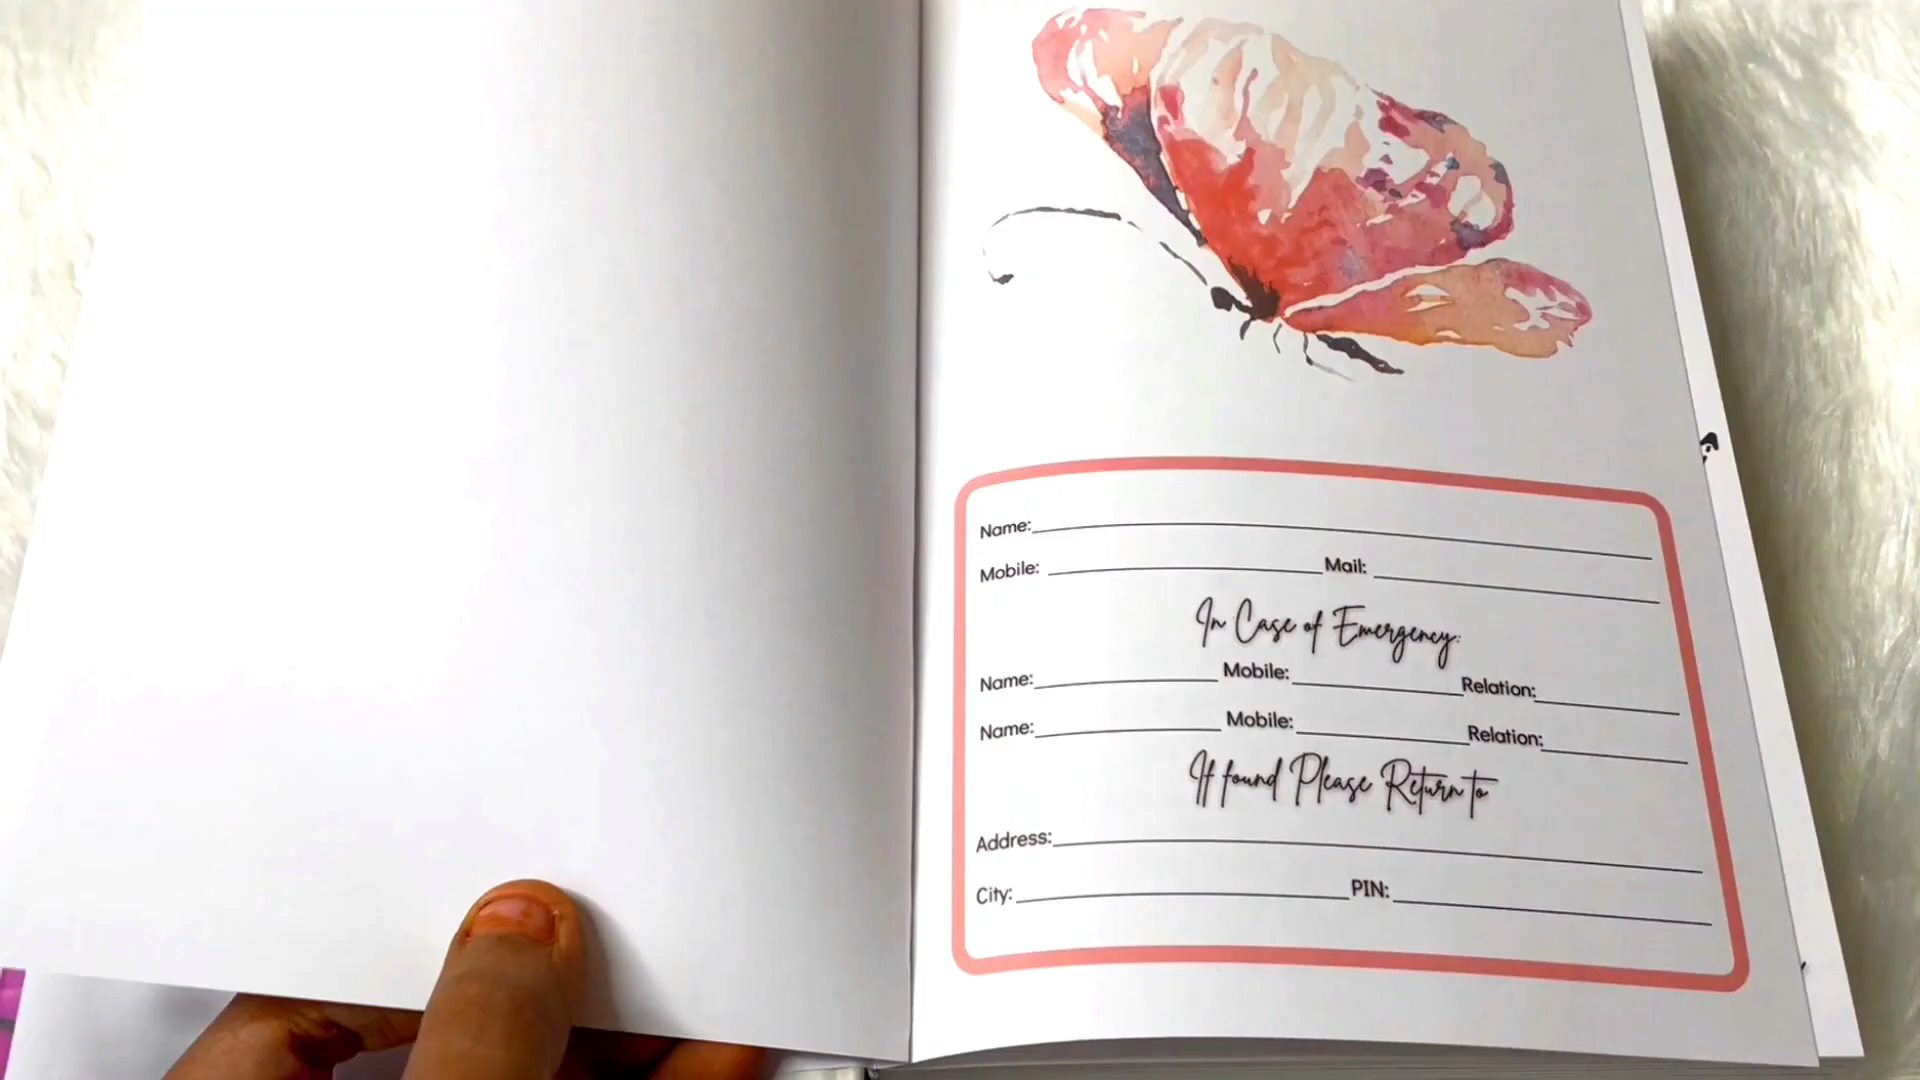 Name:
Mobile: Mail:
In Case of Emergency:
Name: Mobile: Relation:
Name: Mobile: Relation:
If found Please Return to
Address:
City: PIN: